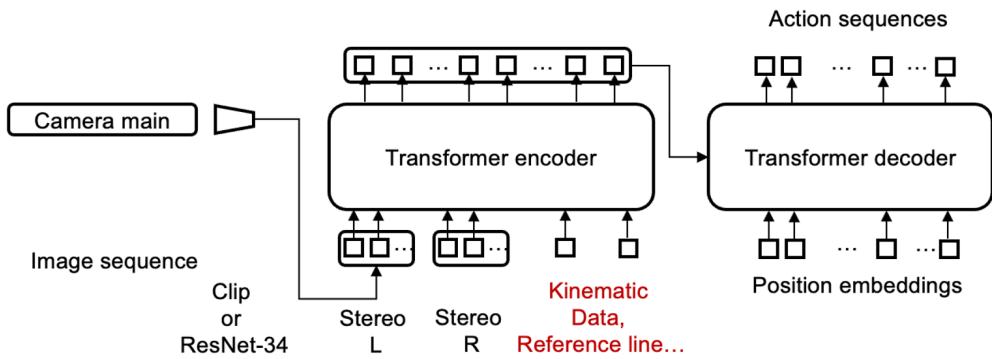 Action sequences
...
...
...
...
Camera main
Transformer encoder
Transformer decoder
...
...
...
...
Image sequence
Position embeddings
Clip
or
ResNet-34
Stereo
L
Stereo
R
Kinematic
Data,
Reference line...